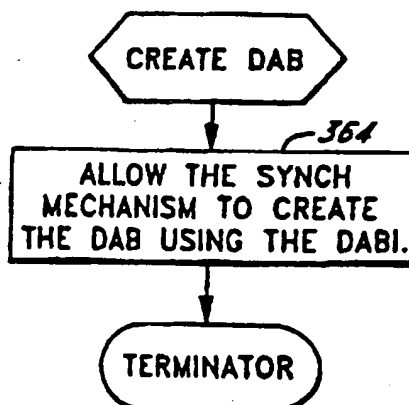 CREATE DAB
364
ALLOW THE SYNCH
MECHANISM TO CREATE
THE DAB USING THE DABI.
TERMINATOR